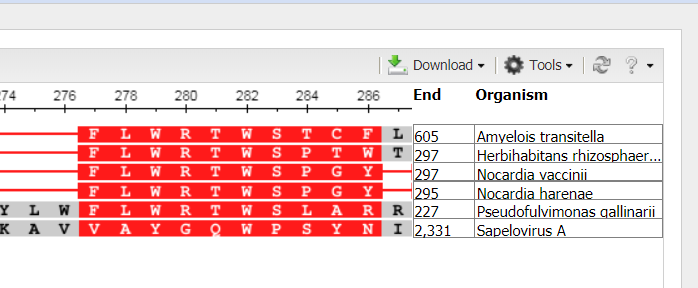 Download Tools ?
274 276 278 280 282 284 286 End Organism
F L W R T W S T C F L 605 Amyelois transitella
F L W R T W S P T W T 297 Herbihabitans rhizosphaer...
F L W R T W S P G Y 297 Nocardia vaccinii
F L W R T W S P G Y 295 Nocardia harenae
Y L W F L W R T W S L A R R 227 Pseudofulvimonas gallinarii
K A V V A Y G Q W P S Y N I 2,331 Sapelovirus A